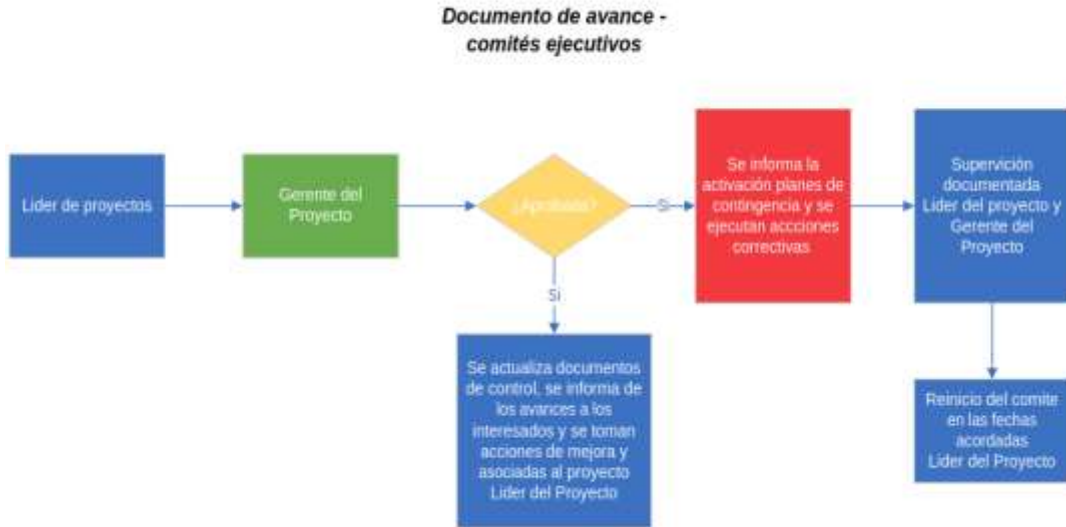 Documento de avance -
comités ejecutivos
Lider de proyectos
Gerente del
Proyecto
¿Aprobado?
Si
Se informa la
activación planes de
contingencia y se
ejecutan accciones
correctivas
Supervición
documentada
Lider del proyecto y
Gerente del
Proyecto
Si
Se actualiza documentos
de control, se informa de
los avances a los
interesados y se toman
acciones de mejora y
asociadas al proyecto
Lider del Proyecto
Reinicio del comite
en las fechas
acordadas
Lider del Proyecto